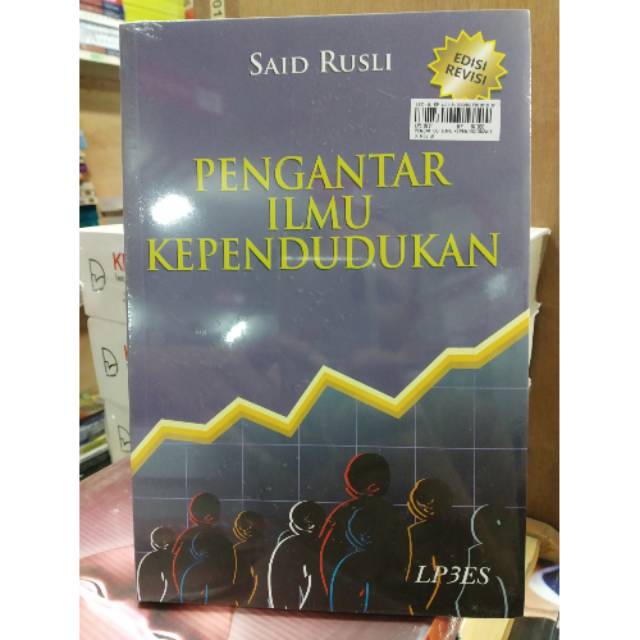 SAID RUSLI
EDISI
REVISI
PENGANTAR
ILMU
KEPENDUDUKAN
LP3ES